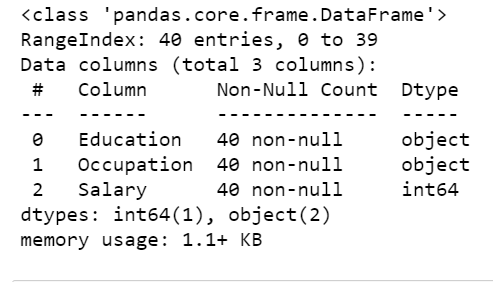 <class 'pandas.core.frame.DataFrame'>
RangeIndex: 40 entries, 0 to 39
Data columns (total 3 columns):
 #   Column      Non-Null Count  Dtype
---  ------      --------------  -----
 0   Education   40 non-null     object
 1   Occupation  40 non-null     object
 2   Salary      40 non-null     int64
dtypes: int64(1), object(2)
memory usage: 1.1+ KB